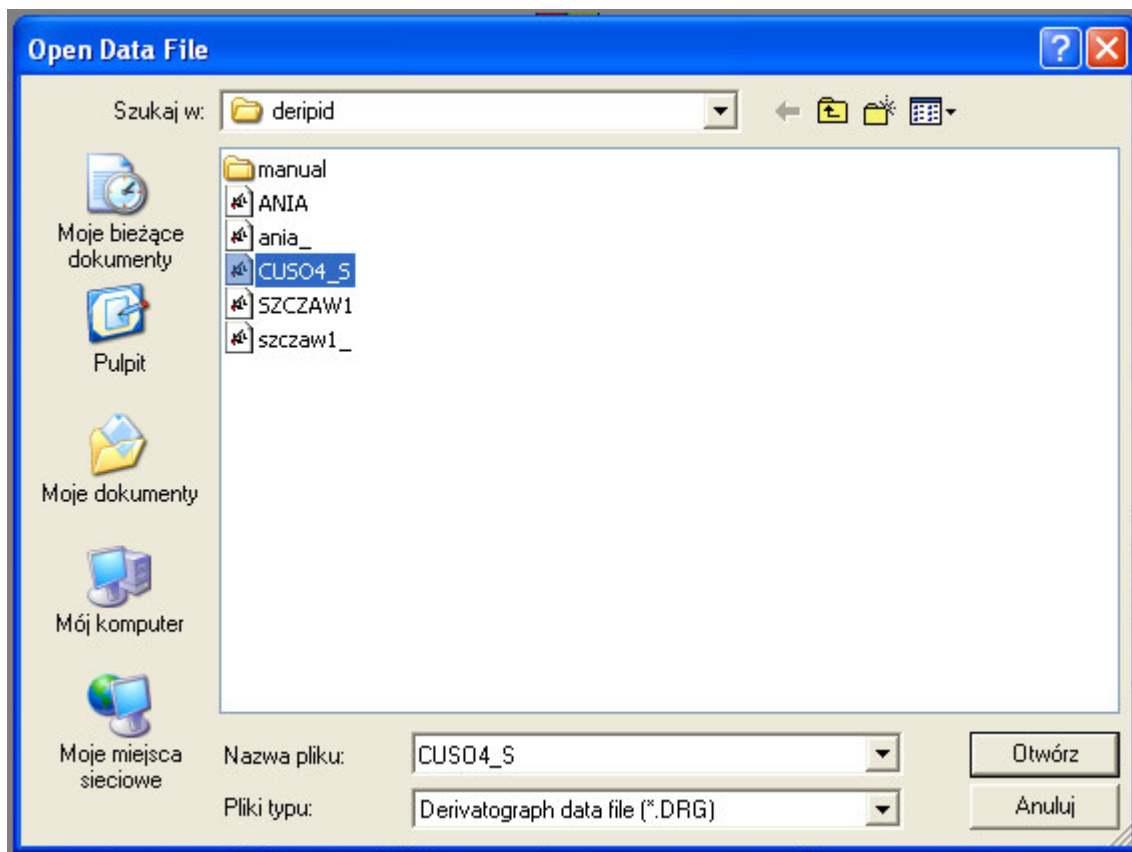 Open Data File
Szukaj w:
deripid
manual
ANIA
ania_
CUSO4_S
SZCZAW1
szczaw1_
Moje bieżące
dokumenty
Pulpit
Moje dokumenty
Mój komputer
Moje miejsca
sieciowe
Nazwa pliku:
CUSO4_S
Otwórz
Pliki typu:
Derivatograph data file (*.DRG)
Anuluj